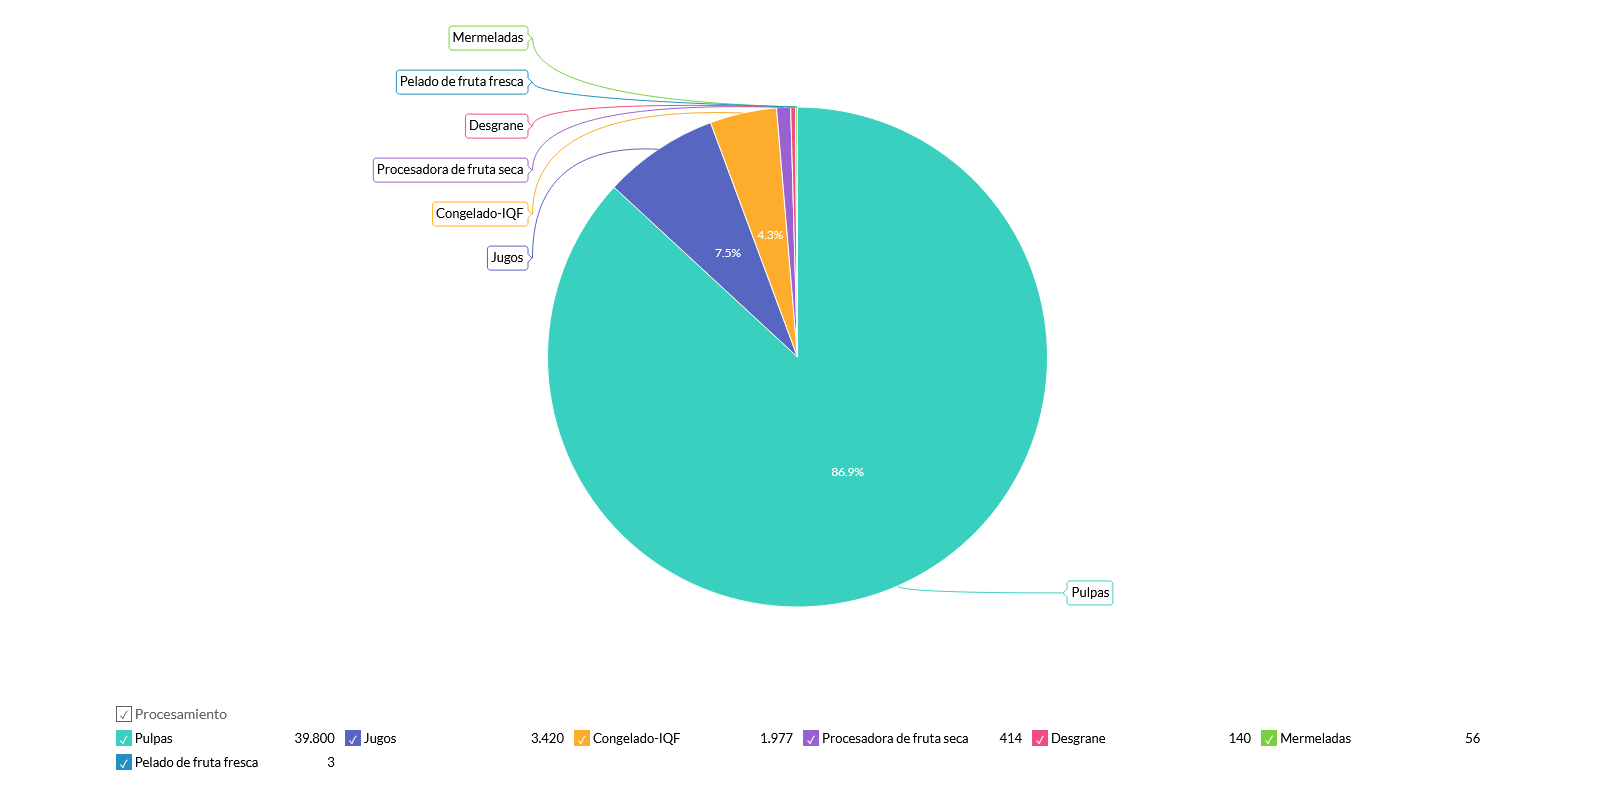 Mermeladas
Pelado de fruta fresca
Desgrane
Procesadora de fruta seca
Congelado-IQF
Jugos
4.3%
7.5%
86.9%
Pulpas
Procesamiento
Pulpas 39.800 Jugos 3.420 Congelado-IQF 1.977 Procesadora de fruta seca 414 Desgrane 140 Mermeladas 56
Pelado de fruta fresca 3